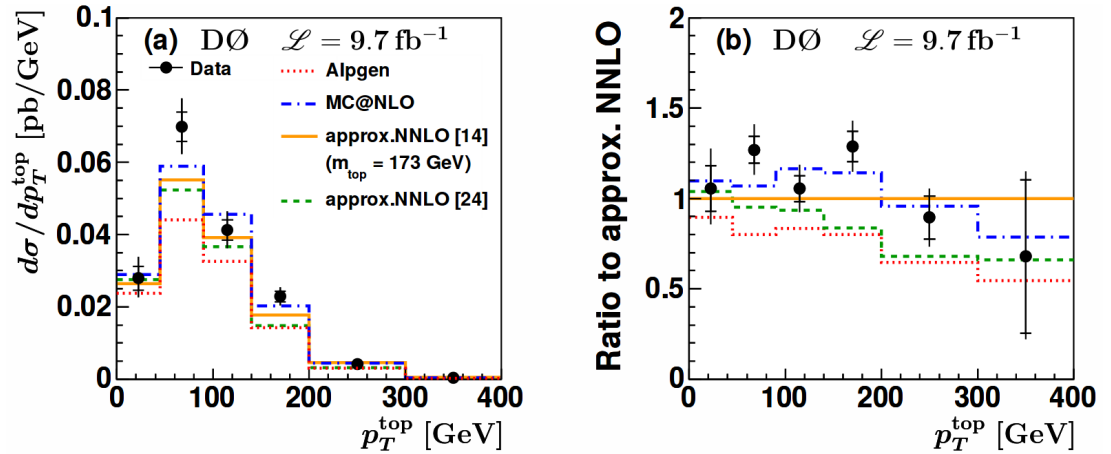 (a) DØ ℒ = 9.7 fb⁻¹
Data
Alpgen
MC@NLO
approx.NNLO [14]
(m_top = 173 GeV)
approx.NNLO [24]
dσ/dp_T^top [pb/GeV]
0.1
0.08
0.06
0.04
0.02
0
0 100 200 300 400
p_T^top [GeV]
(b) DØ ℒ = 9.7 fb⁻¹
Ratio to approx. NNLO
2
1.5
1
0.5
0
0 100 200 300 400
p_T^top [GeV]